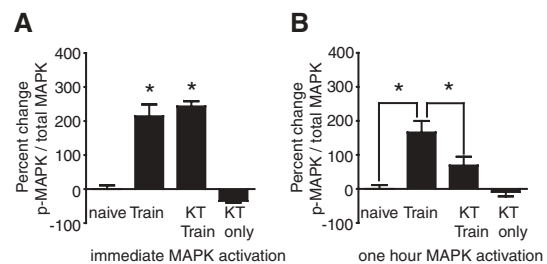 A
Percent change
p-MAPK / total MAPK
400
300
200
100
0
-100
*
*
naive Train KT KT
Train only
immediate MAPK activation
B
Percent change
p-MAPK / total MAPK
400
300
200
100
0
-100
*
*
naive Train KT KT
Train only
one hour MAPK activation